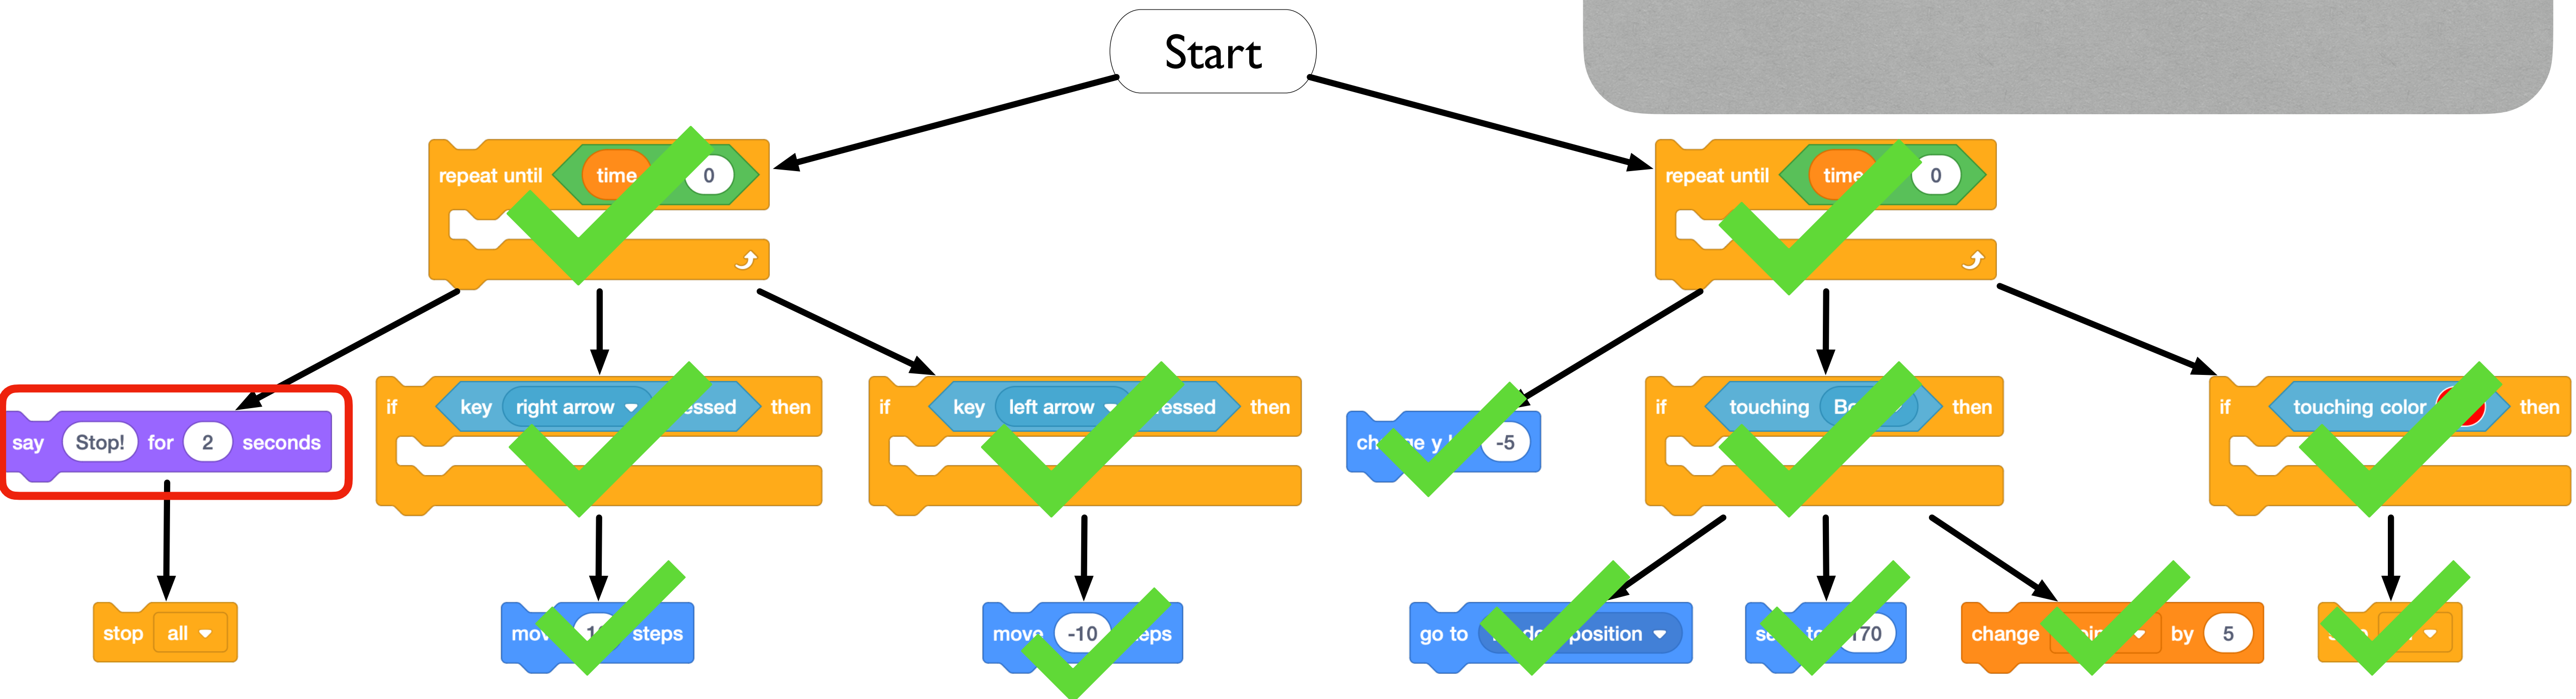 Start
repeat until time 0
repeat until time 0
if key right arrow then
if key left arrow then
if touching then
if touching color then
say Stop! for 2 seconds
-5
stop all
steps
move -10
go to position
change by 5